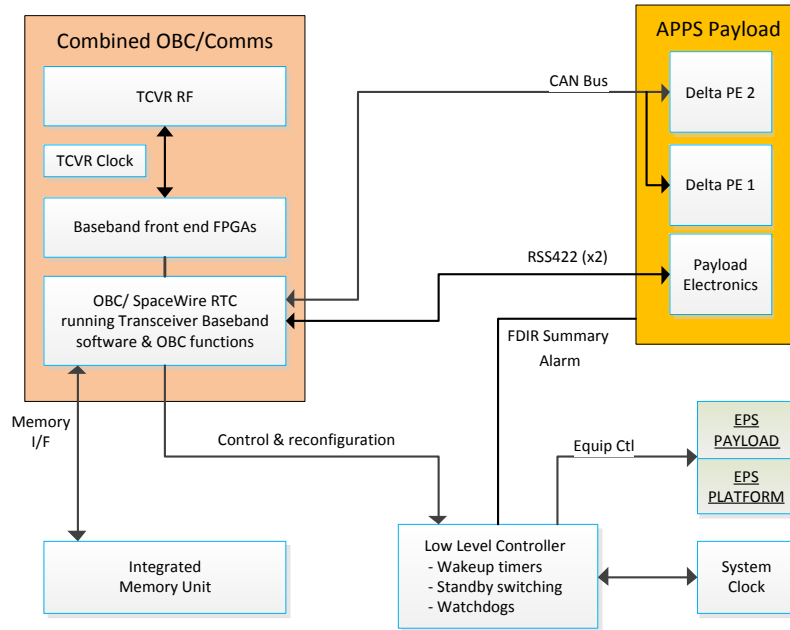 Combined OBC/Comms
TCVR RF
TCVR Clock
Baseband front end FPGAs
OBC/ SpaceWire RTC
running Transceiver Baseband
software & OBC functions
APPS Payload
Delta PE 2
Delta PE 1
Payload
Electronics
CAN Bus
RSS422 (x2)
FDIR Summary
Alarm
Memory
I/F
Control & reconfiguration
Equip Ctl
EPS
PAYLOAD
EPS
PLATFORM
Integrated
Memory Unit
Low Level Controller
- Wakeup timers
- Standby switching
- Watchdogs
System
Clock